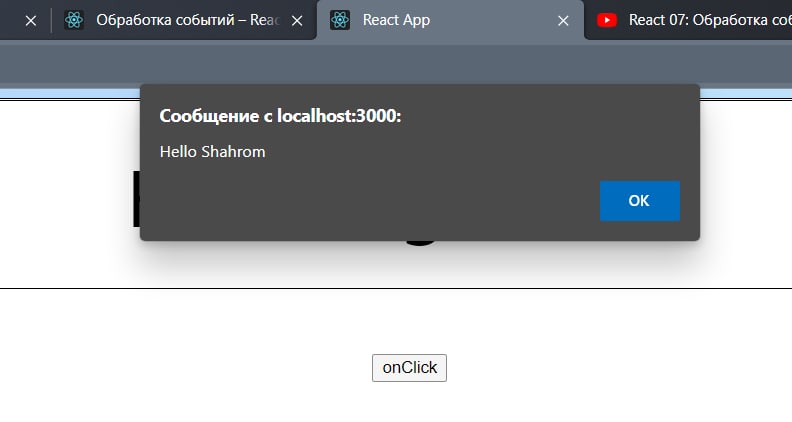 Обработка событий – Reac
React App
React 07: Обработка соб
Сообщение с localhost:3000:
Hello Shahrom
OK
onClick